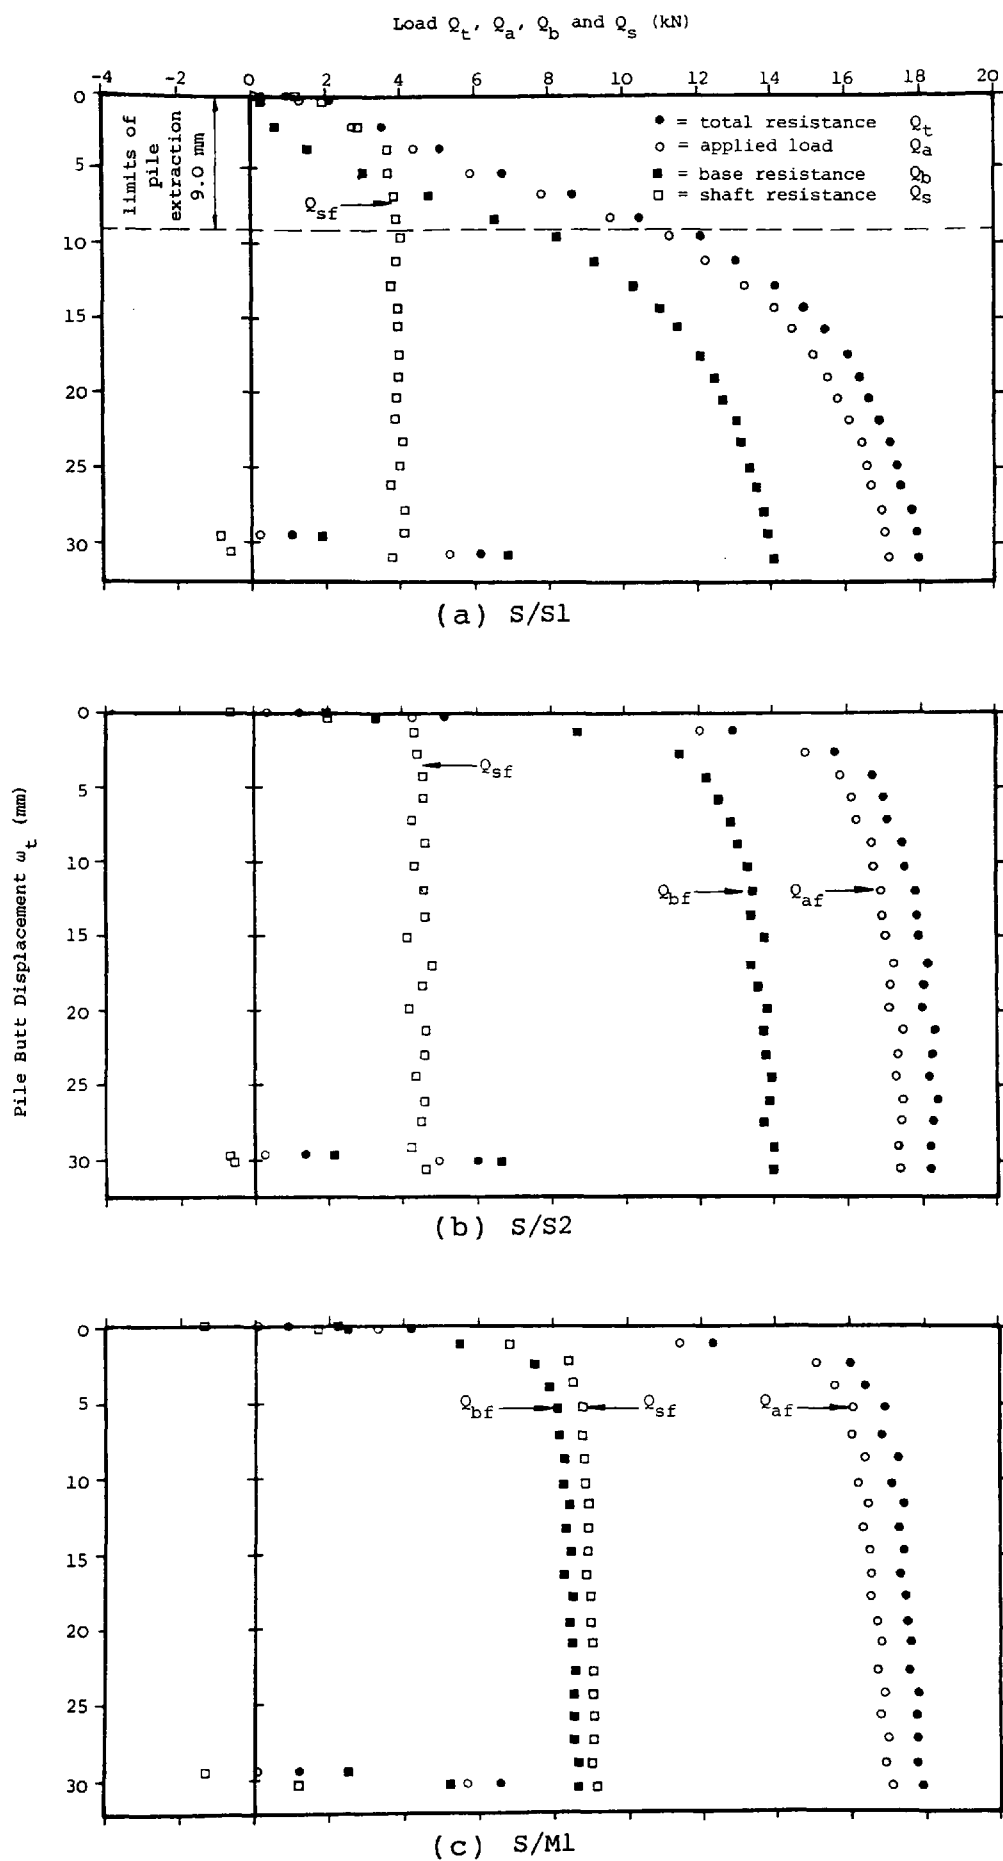 Load Q_t, Q_a, Q_b and Q_s (kN)
-4 -2 0 2 4 6 8 10 12 14 16 18 20
0
5
10
15
20
25
30
limits of
pile
extraction
9.0 mm
● = total resistance Q_t
○ = applied load Q_a
■ = base resistance Q_b
□ = shaft resistance Q_s
Q_sf
(a) S/S1
Pile Butt Displacement ω_t (mm)
0
5
10
15
20
25
30
Q_sf
Q_bf
Q_af
(b) S/S2
0
5
10
15
20
25
30
Q_bf
Q_sf
Q_af
(c) S/M1